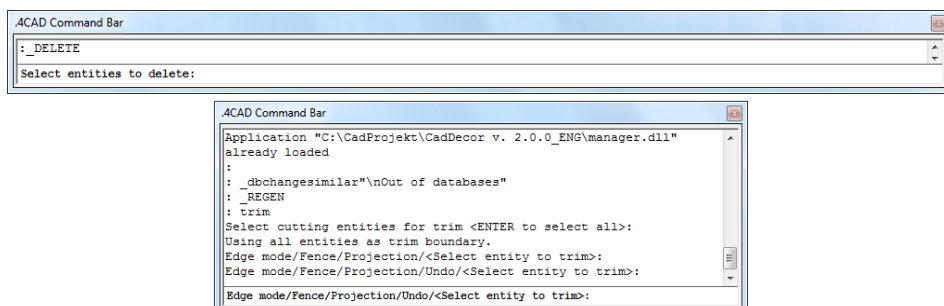 .4CAD Command Bar
:_DELETE
Select entities to delete:
.4CAD Command Bar
Application "C:\CadProjekt\CadDecor v. 2.0.0_ENG\manager.dll"
already loaded
:
: _dbchangesimilar"\nOut of databases"
: _REGEN
: trim
Select cutting entities for trim <ENTER to select all>:
Using all entities as trim boundary.
Edge mode/Fence/Projection/<Select entity to trim>:
Edge mode/Fence/Projection/Undo/<Select entity to trim>:
Edge mode/Fence/Projection/Undo/<Select entity to trim>: